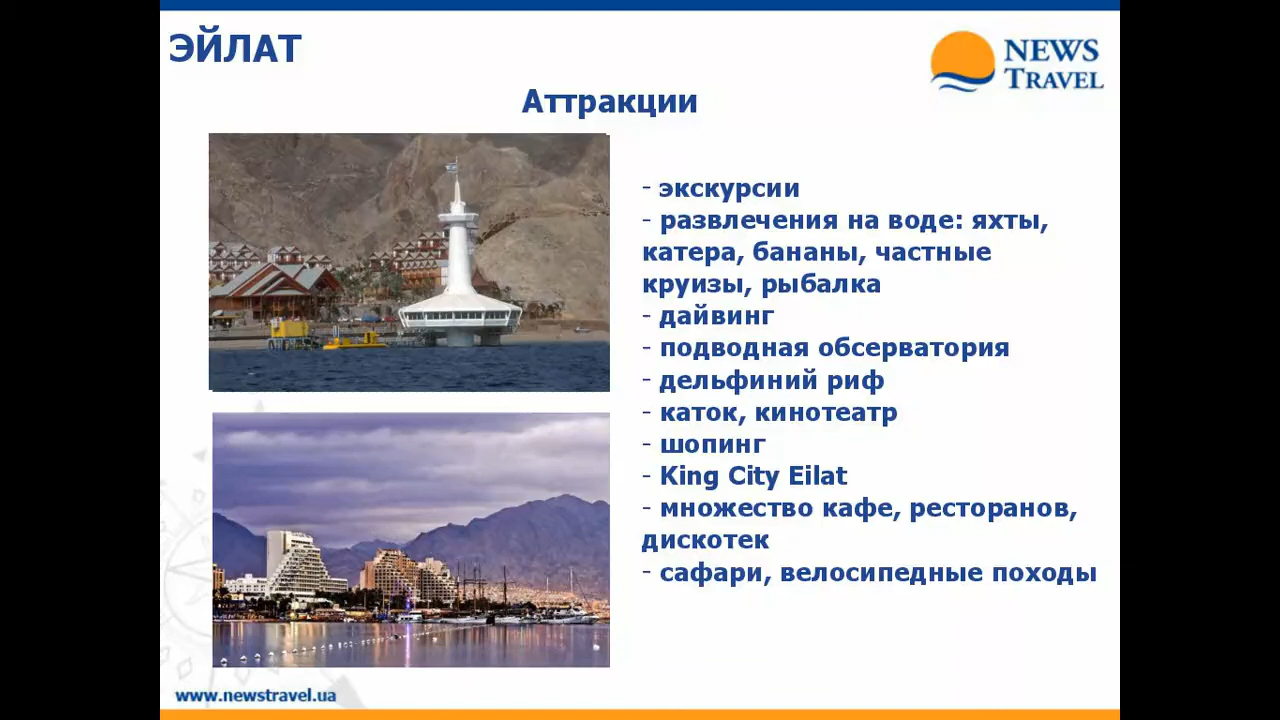 ЭЙЛАТ
NEWS
TRAVEL
Аттракции
- экскурсии
- развлечения на воде: яхты,
катера, бананы, частные
круизы, рыбалка
- дайвинг
- подводная обсерватория
- дельфиний риф
- каток, кинотеатр
- шопинг
- King City Eilat
- множество кафе, ресторанов,
дискотек
- сафари, велосипедные походы
www.newstravel.ua